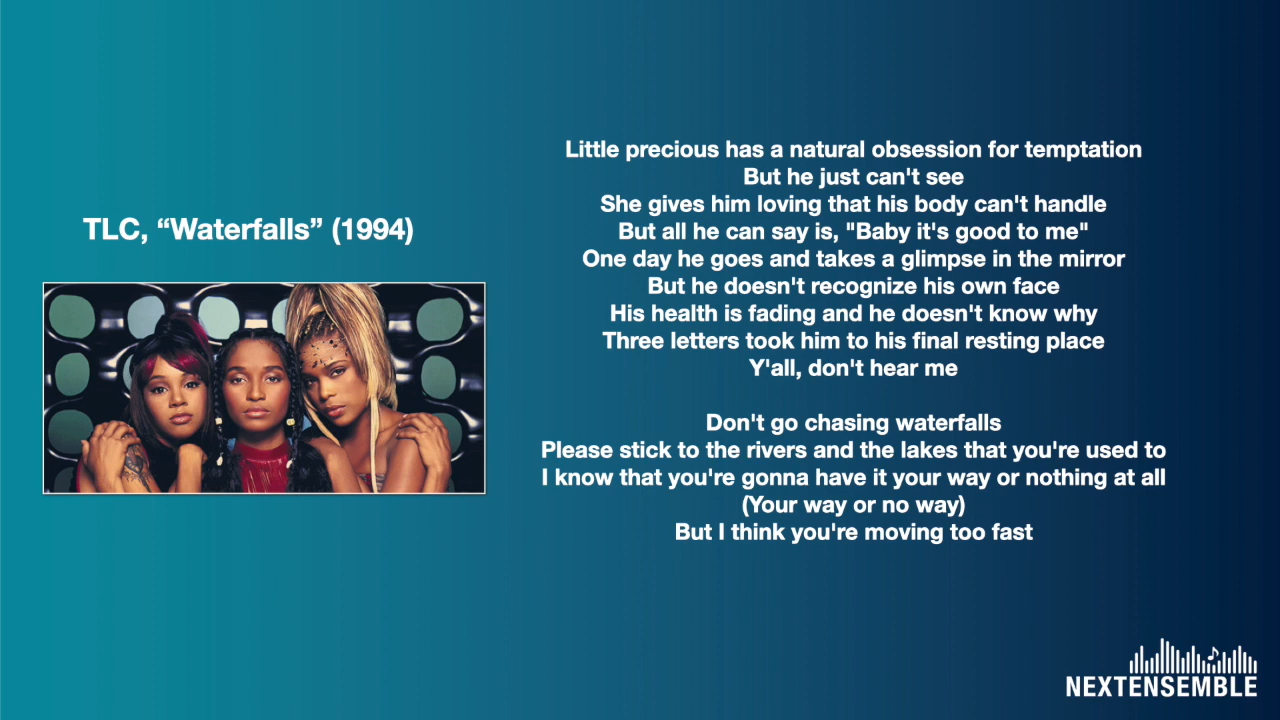 TLC, “Waterfalls” (1994)
Little precious has a natural obsession for temptation
But he just can't see
She gives him loving that his body can't handle
But all he can say is, "Baby it's good to me"
One day he goes and takes a glimpse in the mirror
But he doesn't recognize his own face
His health is fading and he doesn't know why
Three letters took him to his final resting place
Y'all, don't hear me
Don't go chasing waterfalls
Please stick to the rivers and the lakes that you're used to
I know that you're gonna have it your way or nothing at all
(Your way or no way)
But I think you're moving too fast
NEXTENSEMBLE